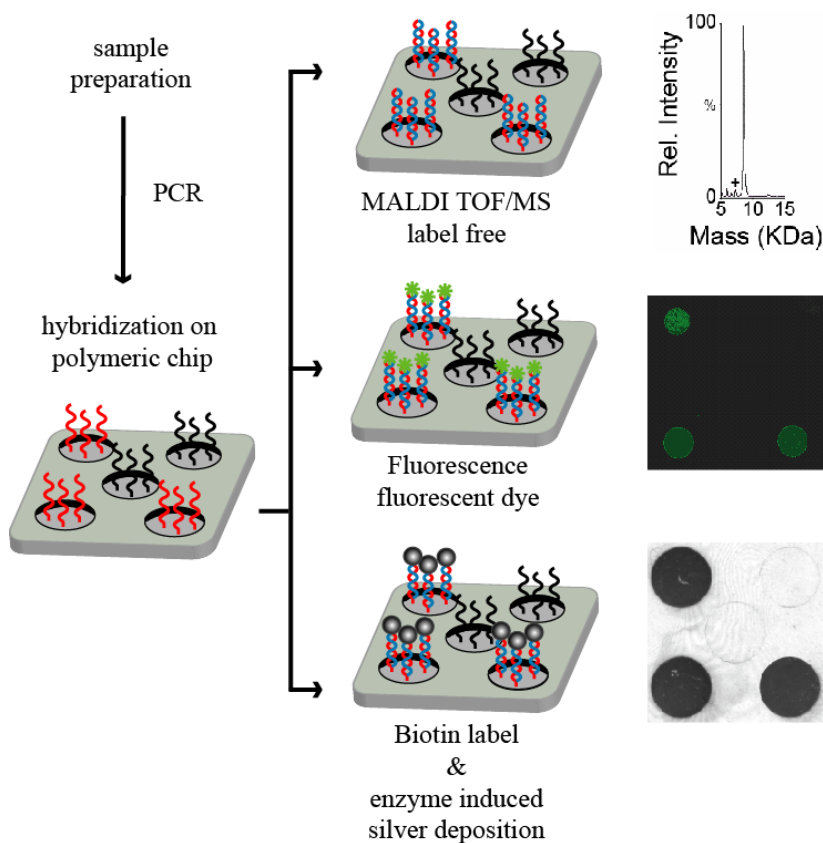 sample
preparation
PCR
hybridization on
polymeric chip
MALDI TOF/MS
label free
Rel. Intensity
100
%
+
0
5 10 15
Mass (KDa)
Fluorescence
fluorescent dye
Biotin label
&
enzyme induced
silver deposition